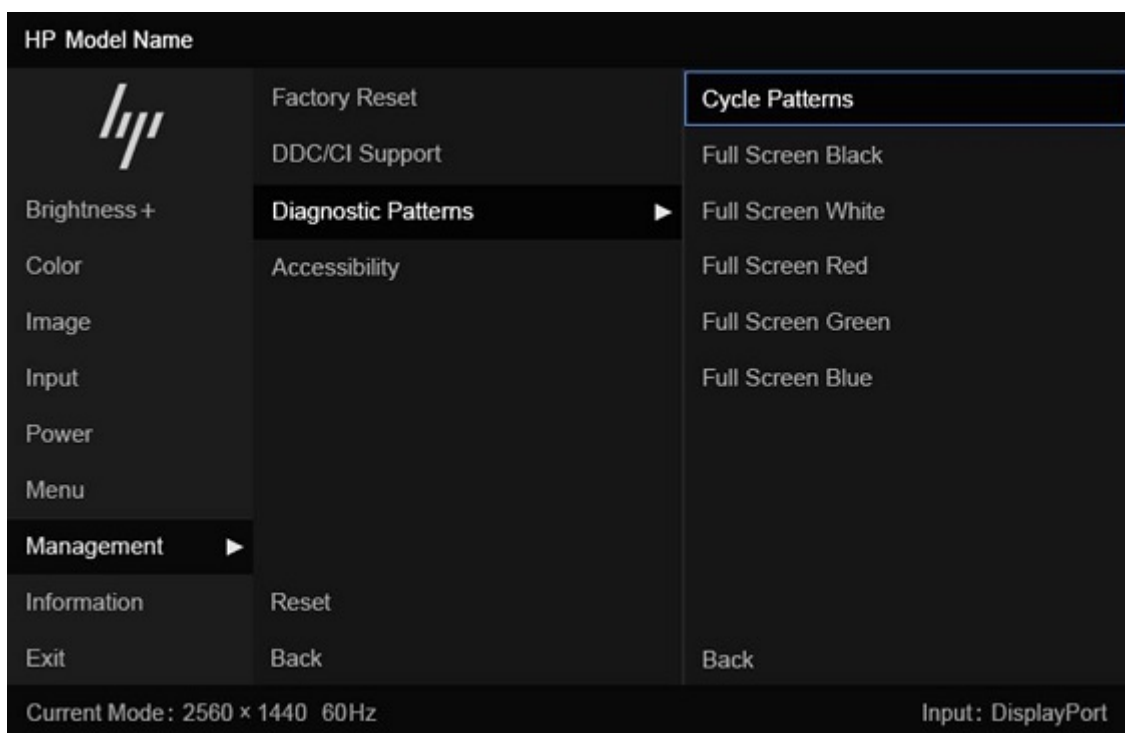 HP Model Name
hp
Brightness +
Color
Image
Input
Power
Menu
Management
Information
Exit
Factory Reset
DDC/CI Support
Diagnostic Patterns
Accessibility
Reset
Back
Cycle Patterns
Full Screen Black
Full Screen White
Full Screen Red
Full Screen Green
Full Screen Blue
Back
Current Mode: 2560 × 1440 60Hz
Input: DisplayPort